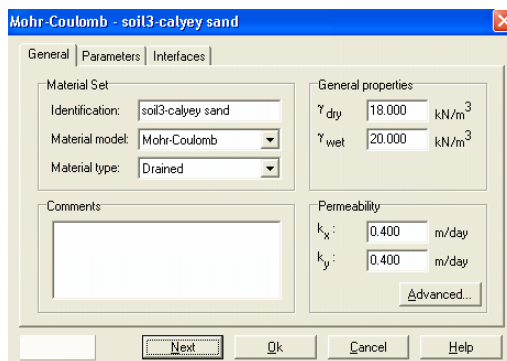 Mohr-Coulomb - soil3-calyey sand
General Parameters Interfaces
Material Set
Identification: soil3-calyey sand
Material model: Mohr-Coulomb
Material type: Drained
General properties
γ dry 18.000 kN/m³
γ wet 20.000 kN/m³
Comments
Permeability
kx: 0.400 m/day
ky: 0.400 m/day
Advanced...
Next Ok Cancel Help